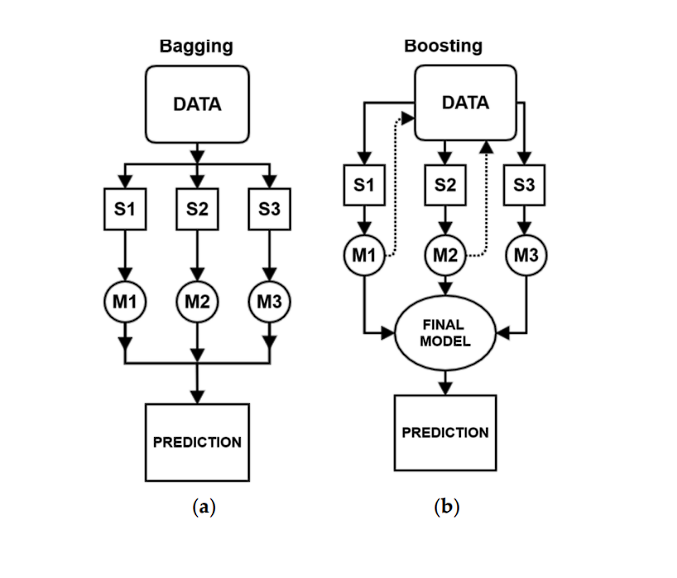 Bagging
DATA
S1 S2 S3
M1 M2 M3
PREDICTION
(a)
Boosting
DATA
S1 S2 S3
M1 M2 M3
FINAL
MODEL
PREDICTION
(b)